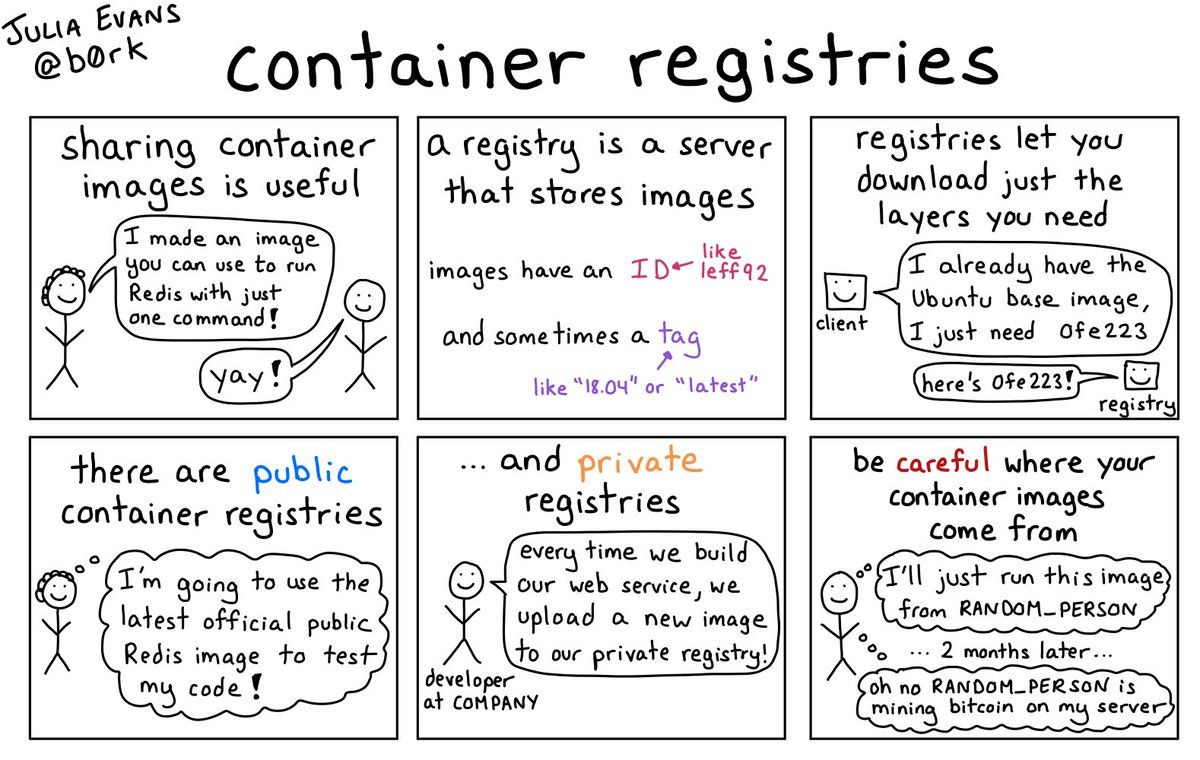 JULIA EVANS
@b0rk
container registries
sharing container
images is useful
I made an image
you can use to run
Redis with just
one command!
yay!
a registry is a server
that stores images
images have an ID
like
leff92
and sometimes a tag
like "18.04" or "latest"
registries let you
download just the
layers you need
I already have the
Ubuntu base image,
I just need 0fe223
client
here's 0fe223!
registry
there are public
container registries
I'm going to use the
latest official public
Redis image to test
my code!
... and private
registries
every time we build
our web service, we
upload a new image
to our private registry!
developer
at COMPANY
be careful where your
container images
come from
I'll just run this image
from RANDOM_PERSON
... 2 months later...
oh no RANDOM_PERSON is
mining bitcoin on my server